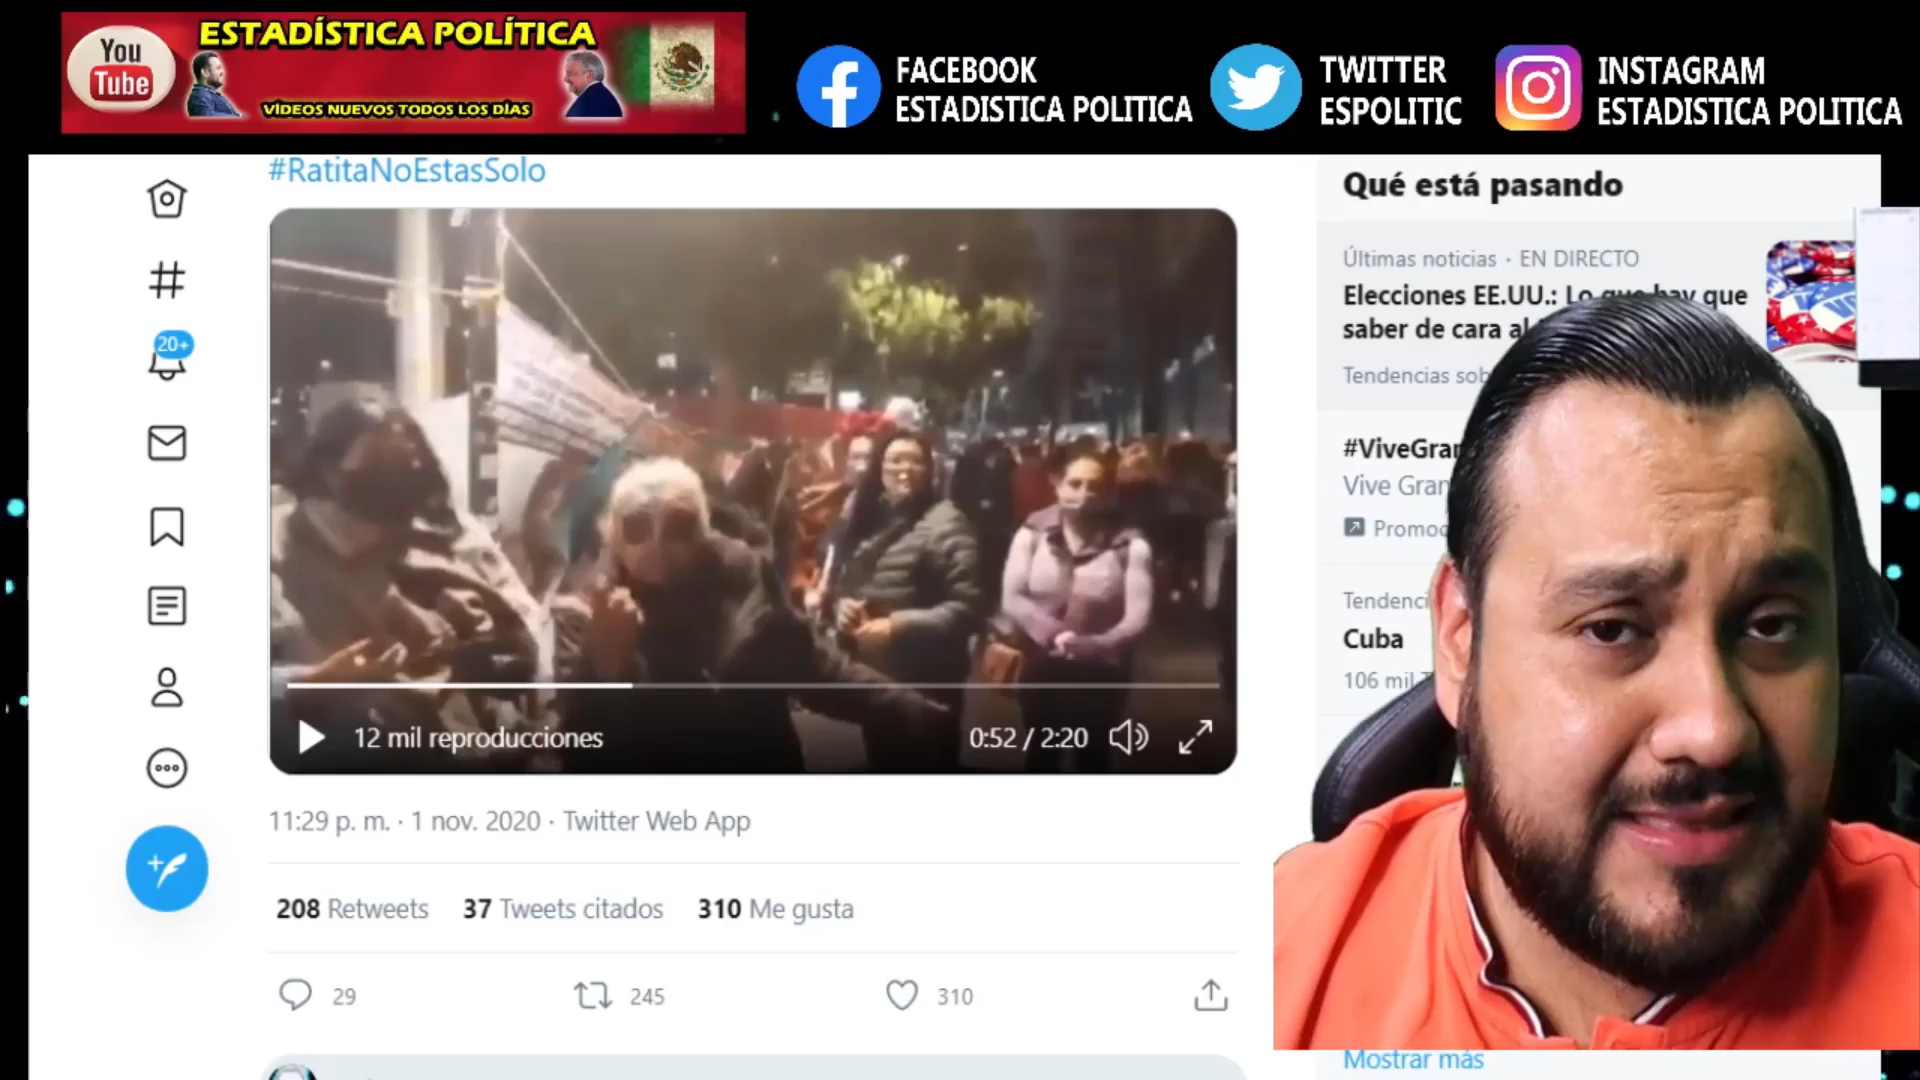 You
Tube
ESTADÍSTICA POLÍTICA
VÍDEOS NUEVOS TODOS LOS DÍAS
FACEBOOK
ESTADISTICA POLITICA
TWITTER
ESPOLITIC
INSTAGRAM
ESTADISTICA POLITICA
#RatitaNoEstasSolo
20+
12 mil reproducciones
0:52 / 2:20
11:29 p. m. · 1 nov. 2020 · Twitter Web App
208 Retweets 37 Tweets citados 310 Me gusta
29 245 310
Qué está pasando
Últimas noticias · EN DIRECTO
Elecciones EE.UU.: Lo que hay que
saber de cara al
Tendencias sob
#ViveGran
Vive Gran
Promoc
Tendenci
Cuba
106 mil T
Mostrar más